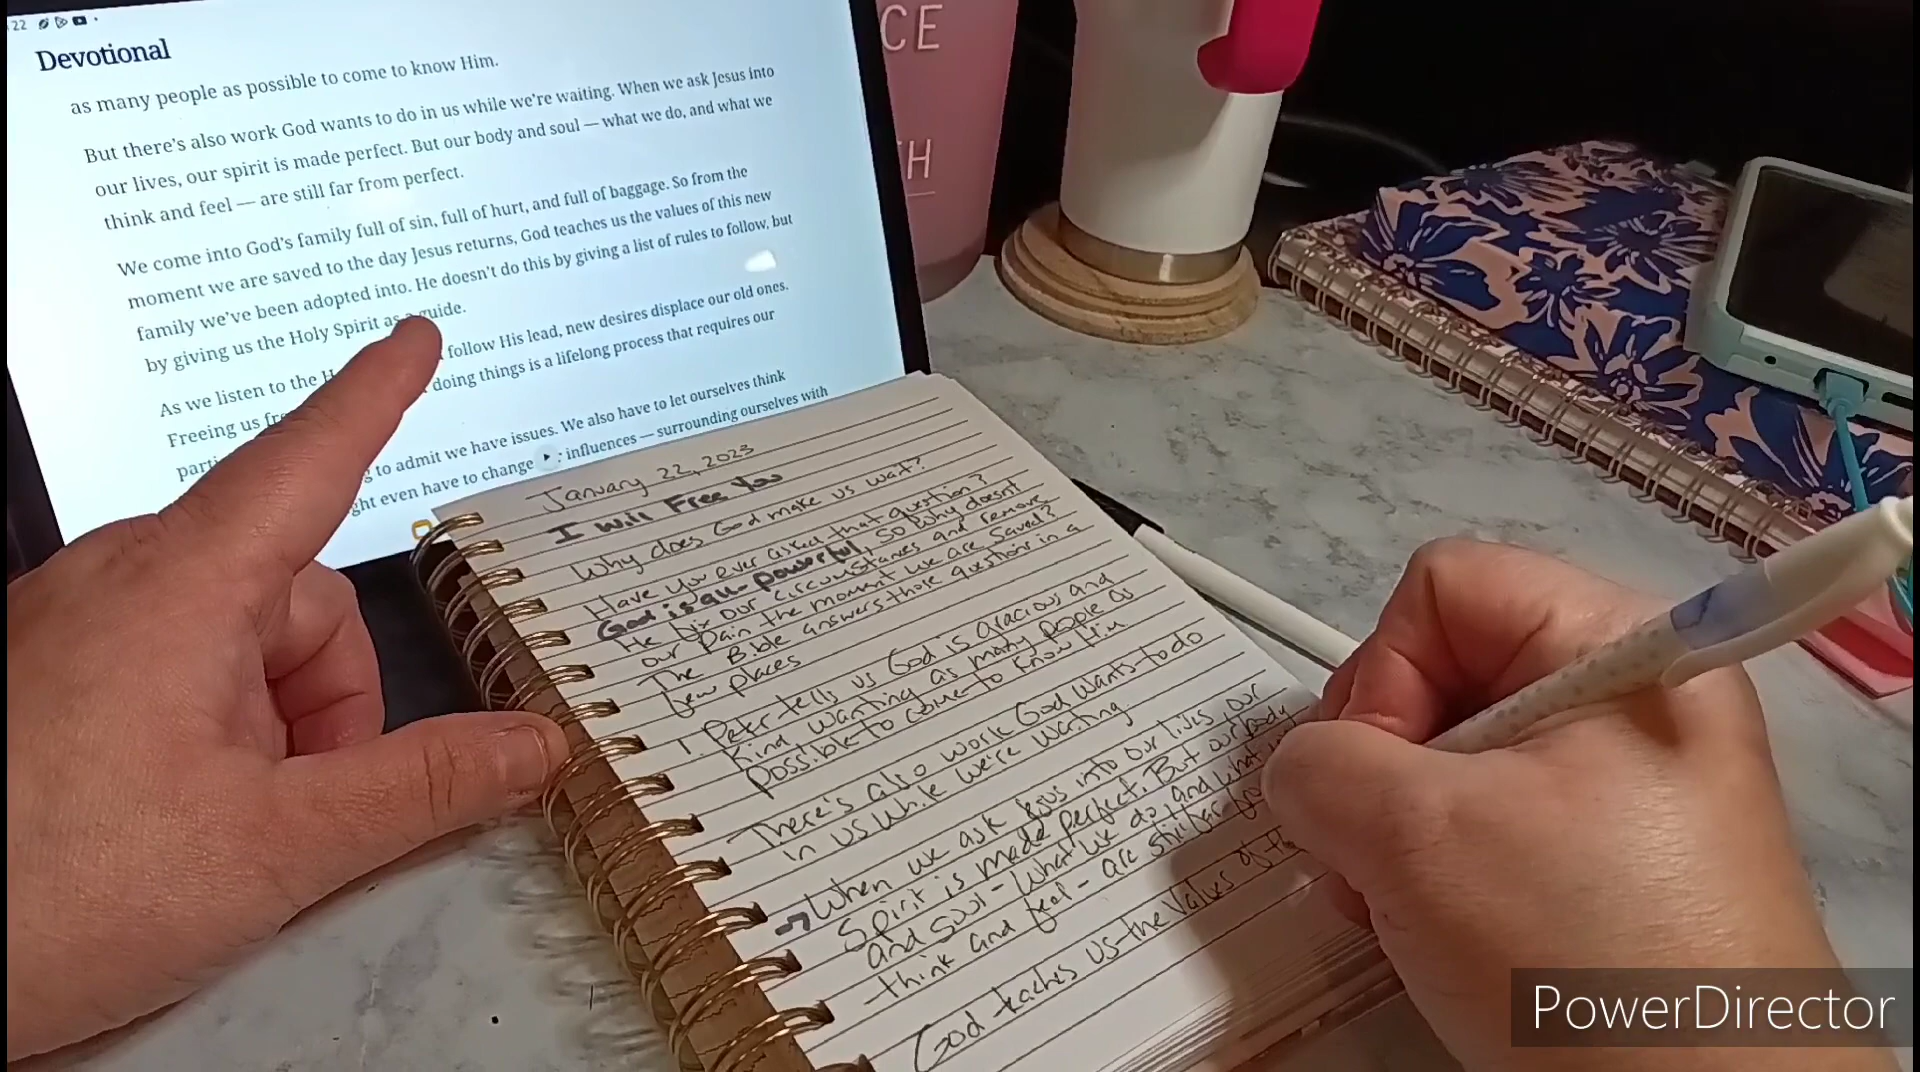 22
Devotional
as many people as possible to come to know Him.
But there's also work God wants to do in us while we're waiting. When we ask Jesus into
our lives, our spirit is made perfect. But our body and soul — what we do, and what we
think and feel — are still far from perfect.
We come into God's family full of sin, full of hurt, and full of baggage. So from the
moment we are saved to the day Jesus returns, God teaches us the values of this new
family we've been adopted into. He doesn't do this by giving a list of rules to follow, but
by giving us the Holy Spirit as a guide.
As we listen to the follow His lead, new desires displace our old ones.
Freeing us doing things is a lifelong process that requires our
to admit we have issues. We also have to let ourselves think
even have to change influences — surrounding ourselves with
CE
TH
January 22, 2023
I will Free You
Why does God make us wait?
Have you ever asked that question?
God is all-powerful, so why doesn't
He fix our circumstances and remove
our pain the moment we are saved?
The Bible answers those questions in a
few places
1. Peter tells us God is gracious and
kind wanting as many people as
possible to come to know Him
There's also work God wants to do
in us while we're waiting.
When we ask Jesus into our lives, our
spirit is made perfect. But our body
and soul - what we do, and what
think and feel - are still far
God teaches us the values of
PowerDirector